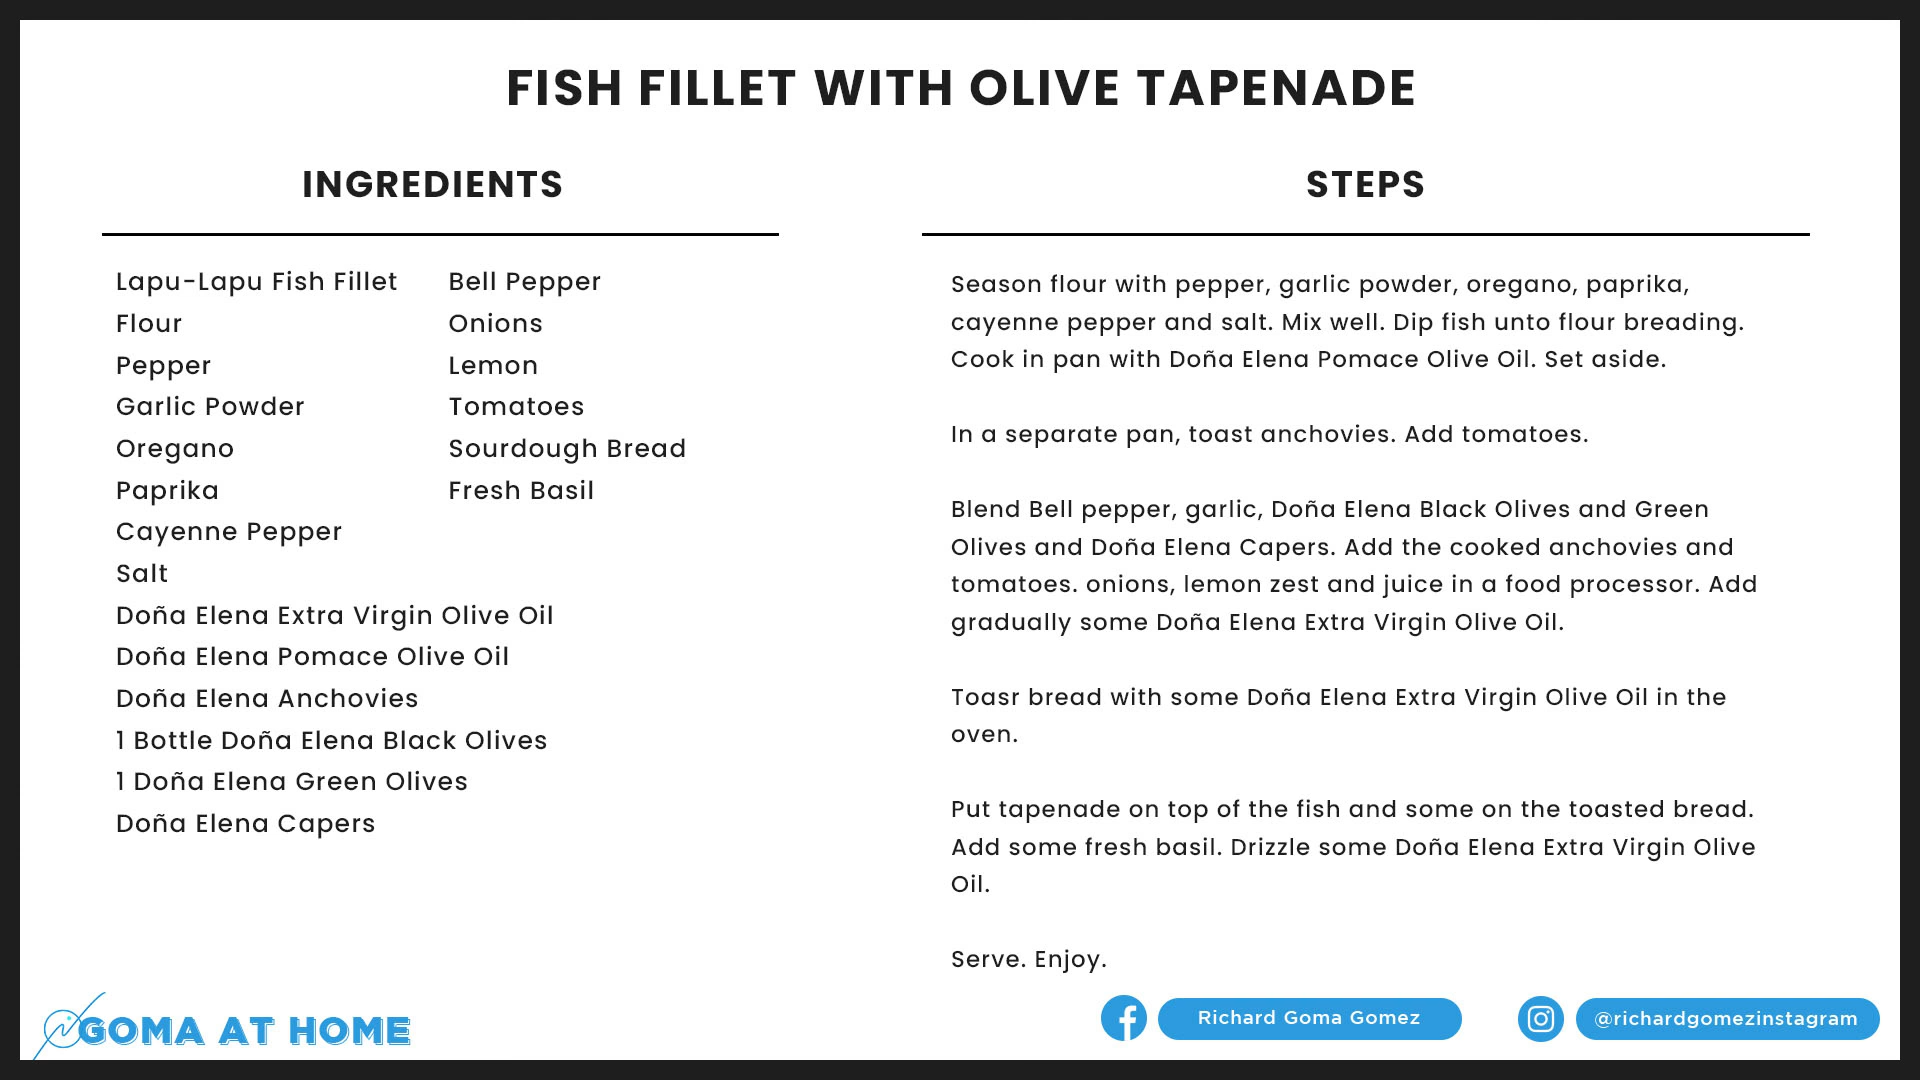 FISH FILLET WITH OLIVE TAPENADE
INGREDIENTS
Lapu-Lapu Fish Fillet
Flour
Pepper
Garlic Powder
Oregano
Paprika
Cayenne Pepper
Salt
Doña Elena Extra Virgin Olive Oil
Doña Elena Pomace Olive Oil
Doña Elena Anchovies
1 Bottle Doña Elena Black Olives
1 Doña Elena Green Olives
Doña Elena Capers
Bell Pepper
Onions
Lemon
Tomatoes
Sourdough Bread
Fresh Basil
STEPS
Season flour with pepper, garlic powder, oregano, paprika,
cayenne pepper and salt. Mix well. Dip fish unto flour breading.
Cook in pan with Doña Elena Pomace Olive Oil. Set aside.
In a separate pan, toast anchovies. Add tomatoes.
Blend Bell pepper, garlic, Doña Elena Black Olives and Green
Olives and Doña Elena Capers. Add the cooked anchovies and
tomatoes. onions, lemon zest and juice in a food processor. Add
gradually some Doña Elena Extra Virgin Olive Oil.
Toasr bread with some Doña Elena Extra Virgin Olive Oil in the
oven.
Put tapenade on top of the fish and some on the toasted bread.
Add some fresh basil. Drizzle some Doña Elena Extra Virgin Olive
Oil.
Serve. Enjoy.
GOMA AT HOME
Richard Goma Gomez
@richardgomezinstagram